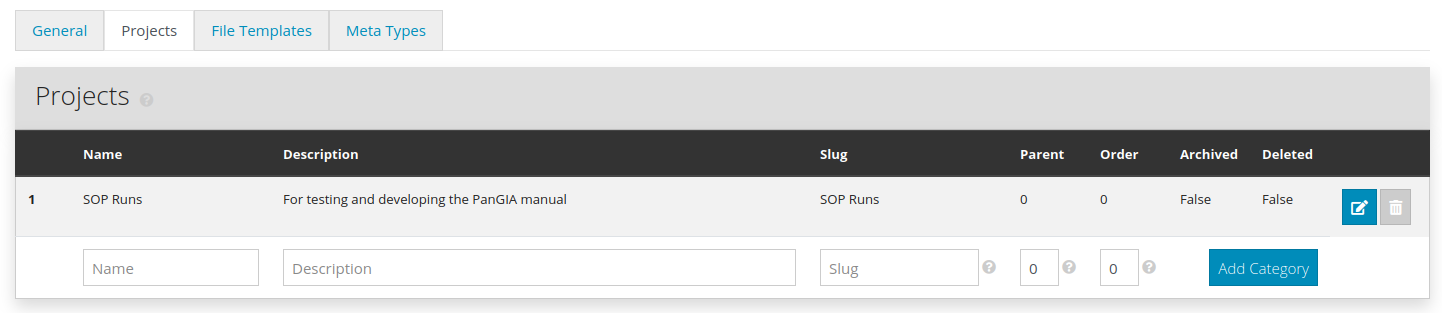 General Projects File Templates Meta Types
Projects ?
Name Description Slug Parent Order Archived Deleted
1 SOP Runs For testing and developing the PanGIA manual SOP Runs 0 0 False False
Name Description Slug ? 0 ? 0 ? Add Category